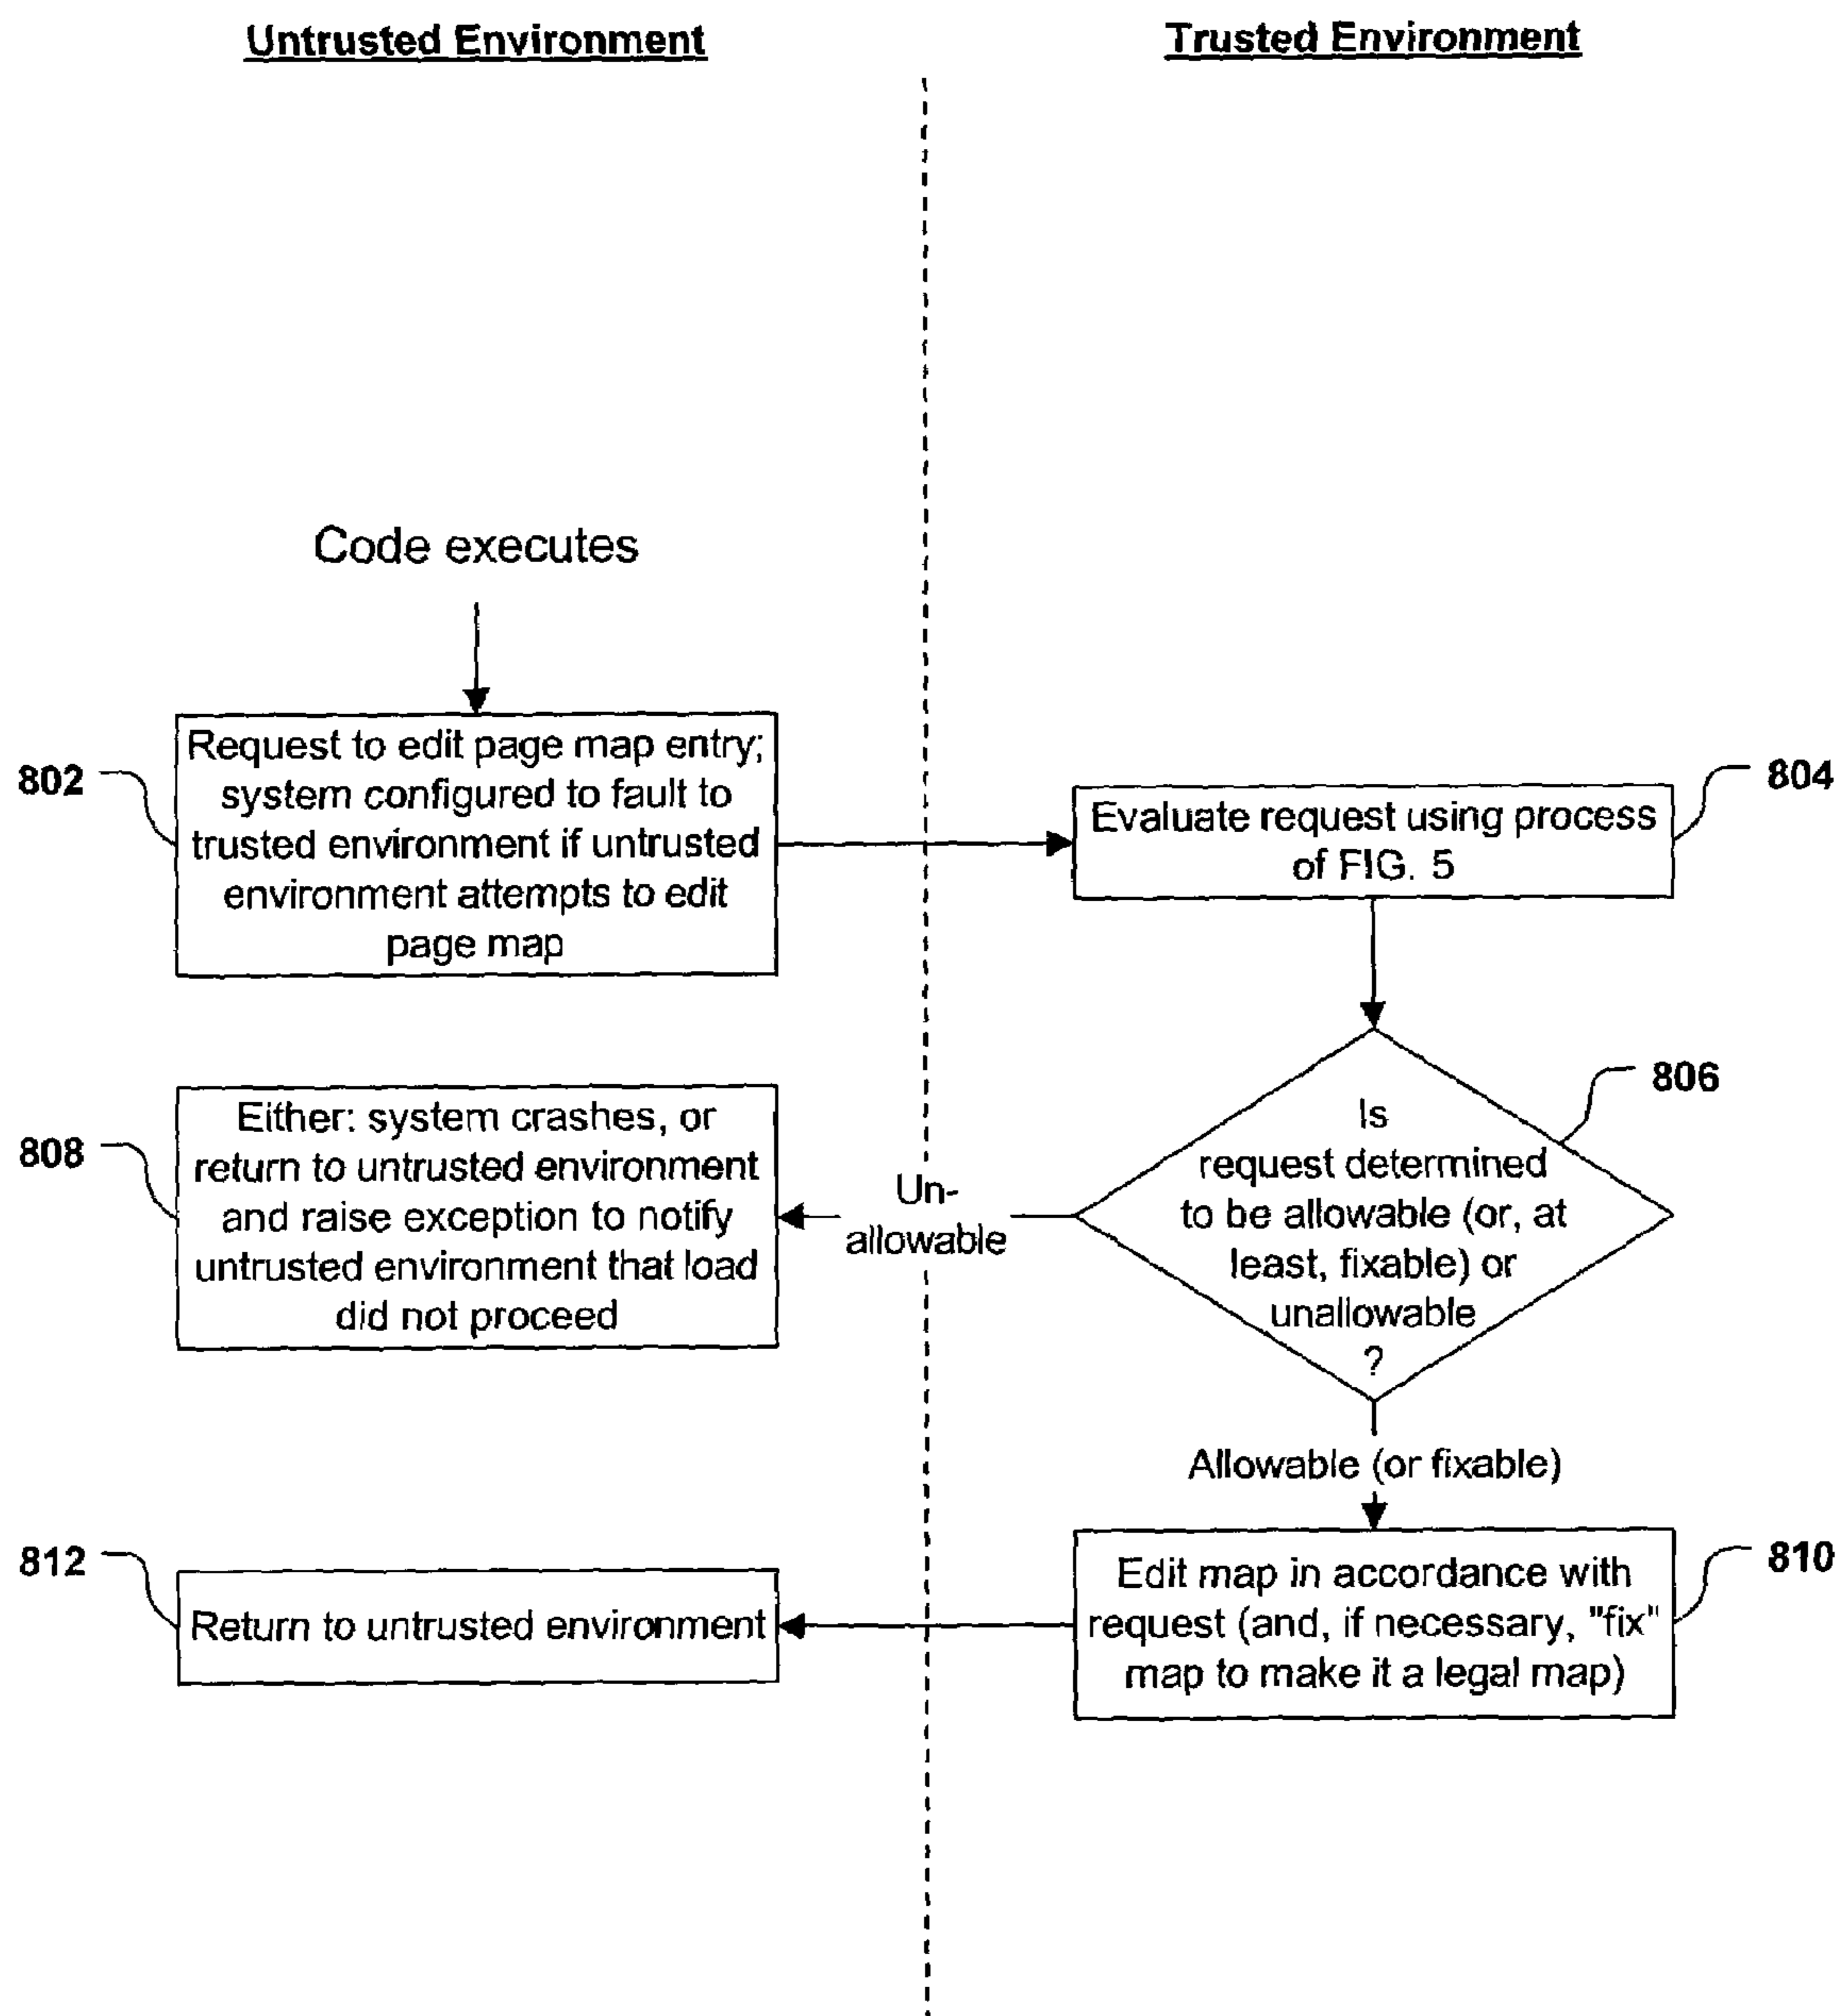 Untrusted Environment
Trusted Environment
Code executes
802
Request to edit page map entry;
system configured to fault to
trusted environment if untrusted
environment attempts to edit
page map
804
Evaluate request using process
of FIG. 5
806
Is
request determined
to be allowable (or, at
least, fixable) or
unallowable
?
Un-
allowable
808
Either: system crashes, or
return to untrusted environment
and raise exception to notify
untrusted environment that load
did not proceed
Allowable (or fixable)
810
Edit map in accordance with
request (and, if necessary, "fix"
map to make it a legal map)
812
Return to untrusted environment